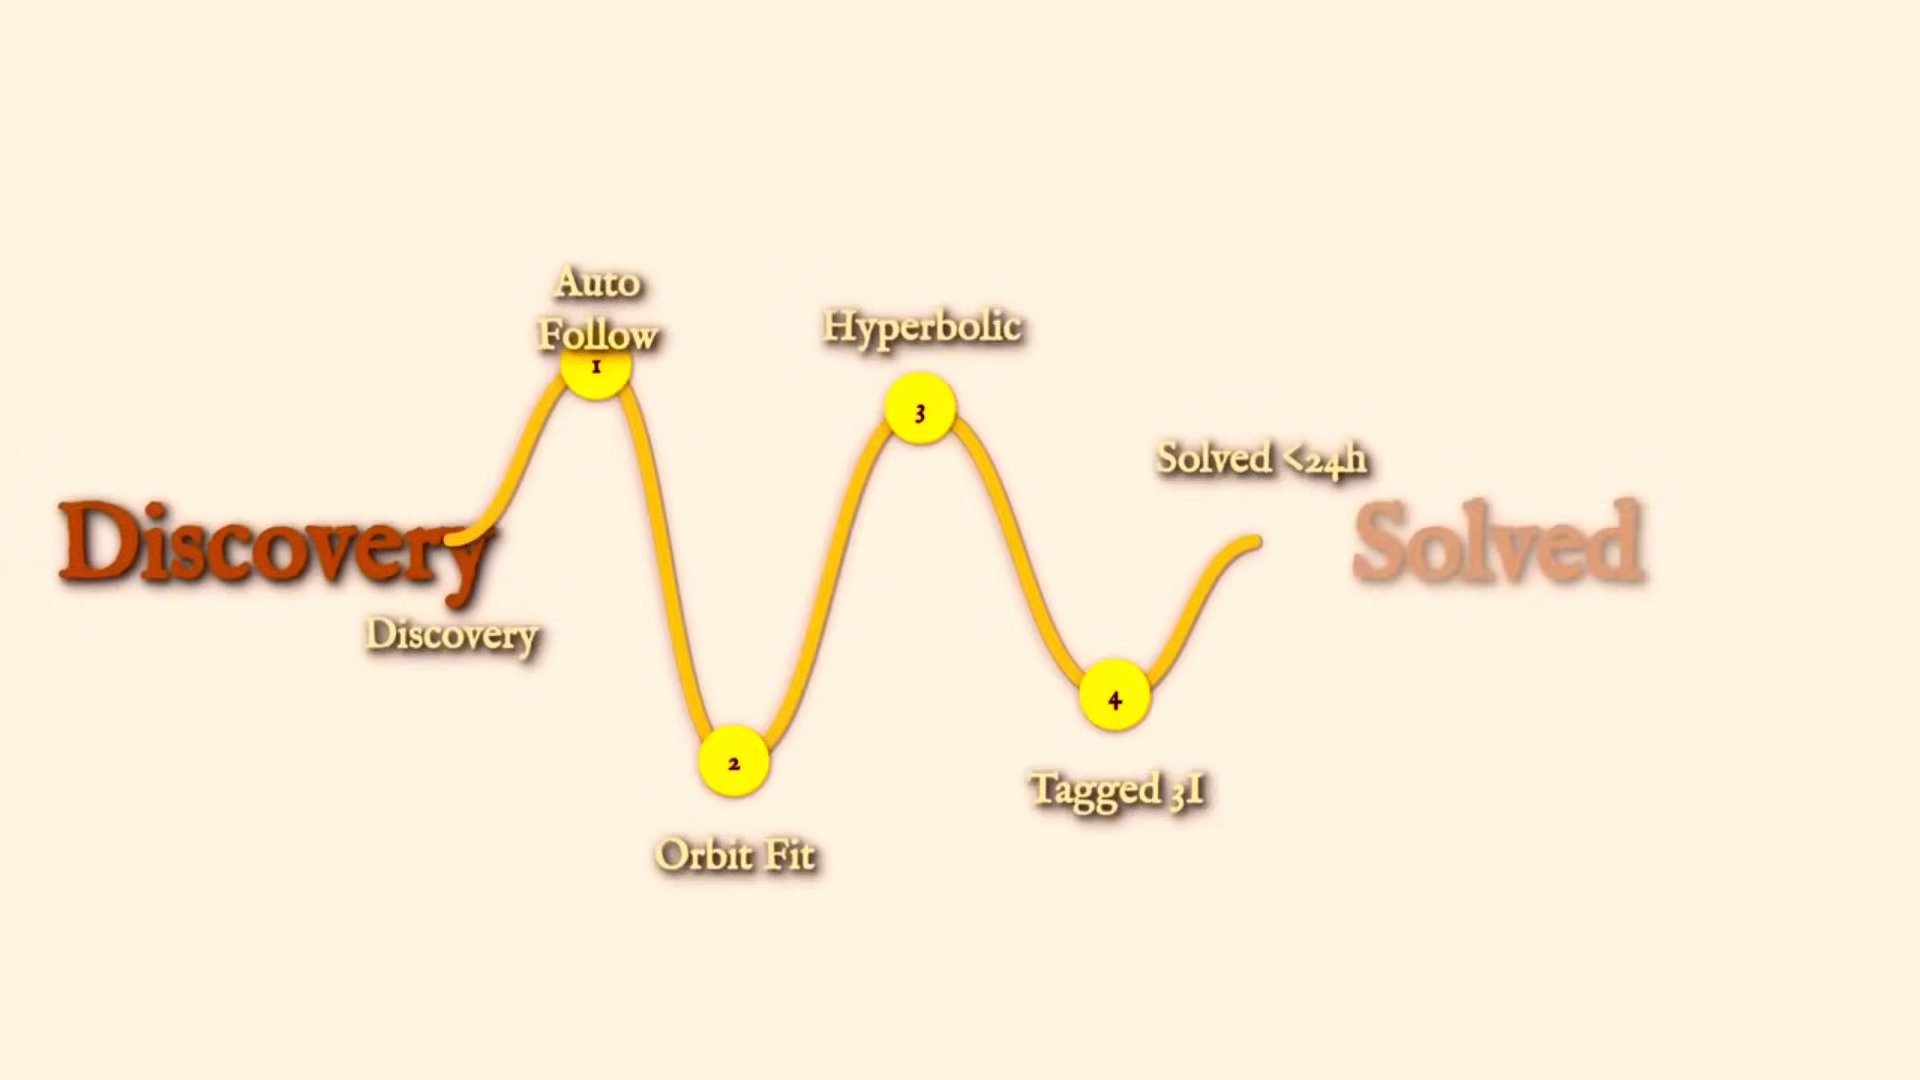 Auto
Follow
1
Hyperbolic
3
Solved <24h
Discovery
Solved
Discovery
4
2
Tagged 3I
Orbit Fit